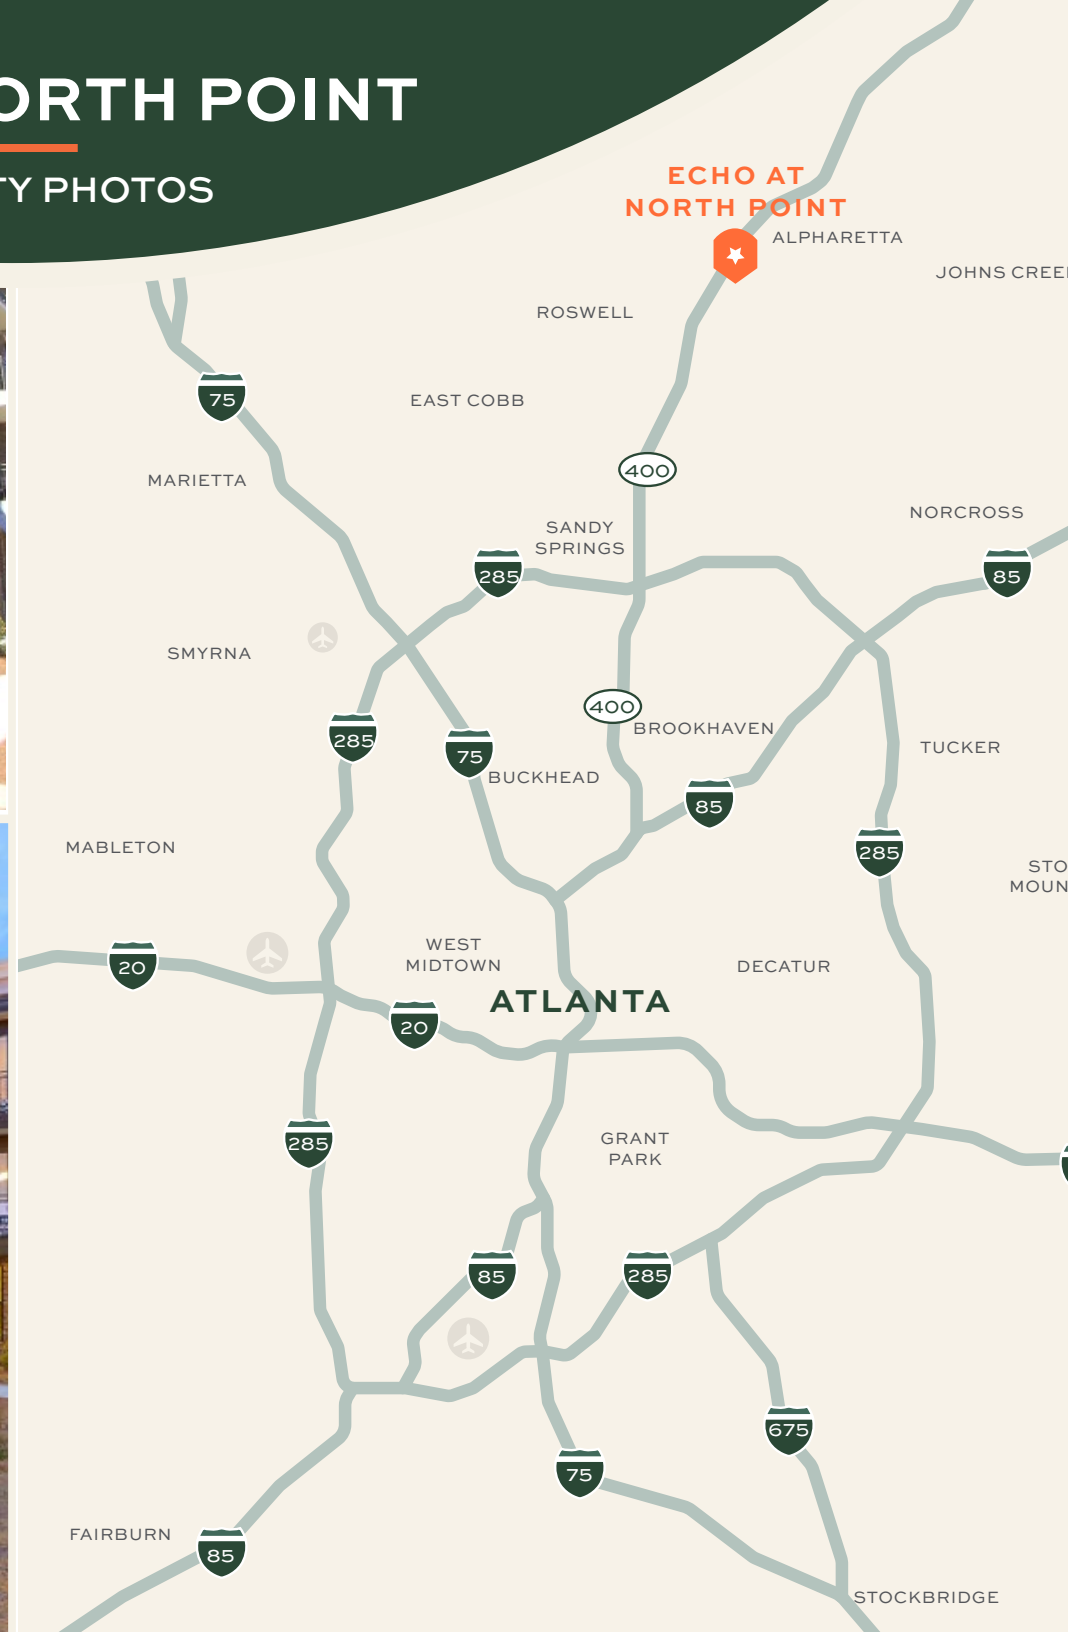 ORTH POINT
TY PHOTOS
ECHO AT
NORTH POINT
ALPHARETTA
JOHNS CREE
ROSWELL
75
EAST COBB
400
MARIETTA
NORCROSS
SANDY
SPRINGS
285
85
SMYRNA
400
BROOKHAVEN
285
75
TUCKER
BUCKHEAD
85
MABLETON
285
STO
MOUN
WEST
MIDTOWN
20
DECATUR
ATLANTA
20
285
GRANT
PARK
85
285
675
75
FAIRBURN
85
STOCKBRIDGE